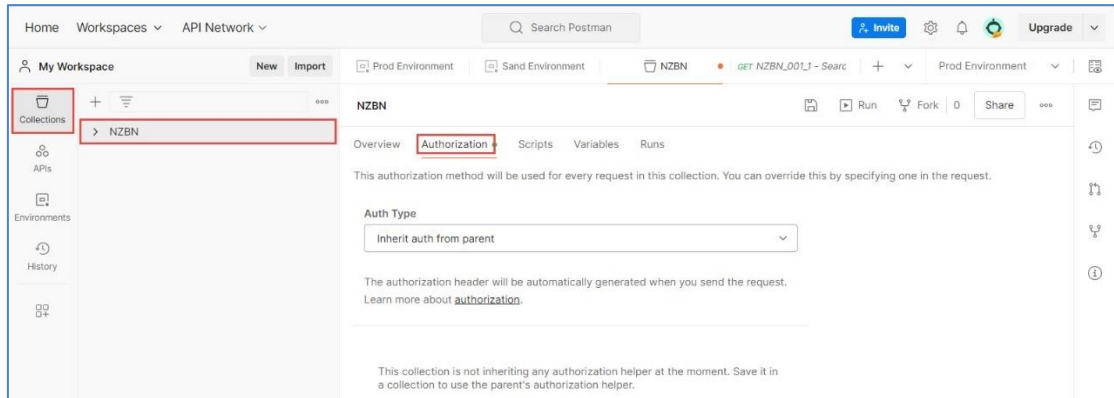 Home Workspaces API Network Search Postman Invite Upgrade
My Workspace New Import Prod Environment Sand Environment NZBN GET NZBN_001_1 - Searc Prod Environment
Collections
NZBN
APIs
Environments
History
NZBN Run Fork 0 Share
Overview Authorization Scripts Variables Runs
This authorization method will be used for every request in this collection. You can override this by specifying one in the request.
Auth Type
Inherit auth from parent
The authorization header will be automatically generated when you send the request.
Learn more about authorization.
This collection is not inheriting any authorization helper at the moment. Save it in
a collection to use the parent's authorization helper.